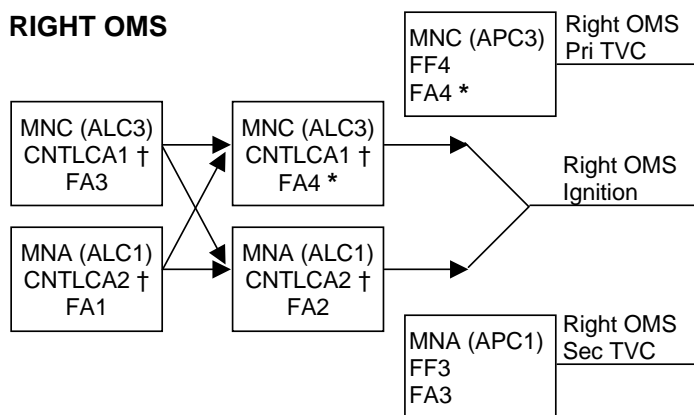 RIGHT OMS
MNC (APC3)
FF4
FA4 *
Right OMS
Pri TVC
MNC (ALC3)
CNTLCA1 †
FA3
MNC (ALC3)
CNTLCA1 †
FA4 *
Right OMS
Ignition
MNA (ALC1)
CNTLCA2 †
FA1
MNA (ALC1)
CNTLCA2 †
FA2
MNA (APC1)
FF3
FA3
Right OMS
Sec TVC